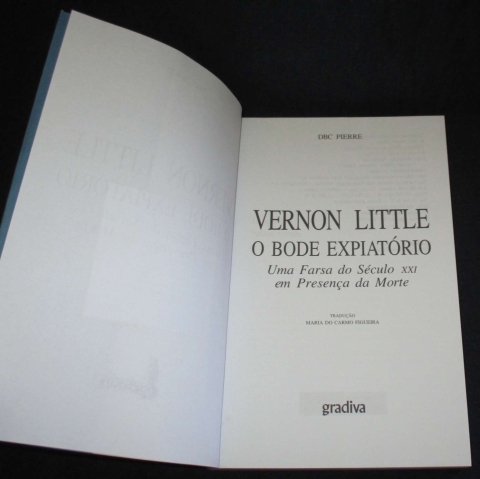 DBC PIERRE
VERNON LITTLE
O BODE EXPIATÓRIO
Uma Farsa do Século XXI
em Presença da Morte
TRADUÇÃO
MARIA DO CARMO FIGUEIRA
gradiva